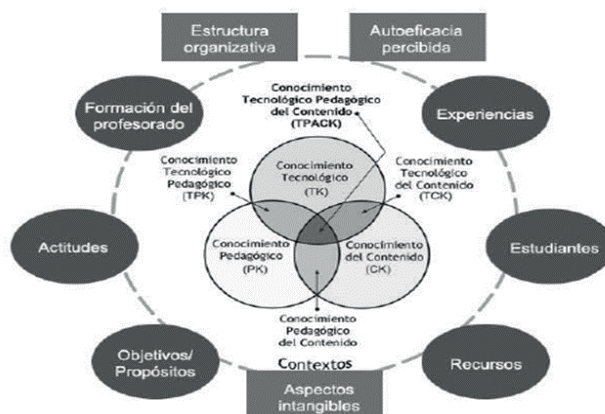 Estructura
organizativa
Autoeficacia
percibida
Formación del
profesorado
Conocimiento
Tecnológico Pedagógico
del Contenido
(TPACK)
Experiencias
Conocimiento
Tecnológico
Pedagógico
(TPK)
Conocimiento
Tecnológico
(TK)
Conocimiento
Tecnológico
del Contenido
(TCK)
Actitudes
Conocimiento
Pedagógico
(PK)
Conocimiento
del Contenido
(CK)
Estudiantes
Conocimiento
Pedagógico
del Contenido
Contextos
Objetivos/
Propósitos
Recursos
Aspectos
intangibles